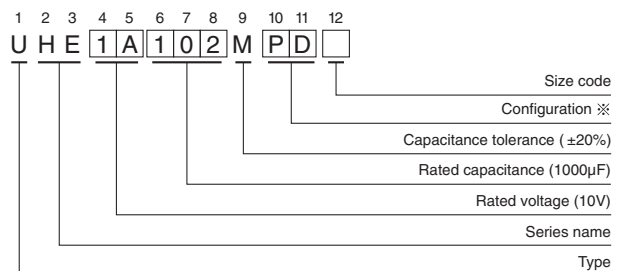 1 2 3 4 5 6 7 8 9 10 11 12
U H E 1 A 1 0 2 M P D
Size code
Configuration ※
Capacitance tolerance ( ±20%)
Rated capacitance (1000µF)
Rated voltage (10V)
Series name
Type